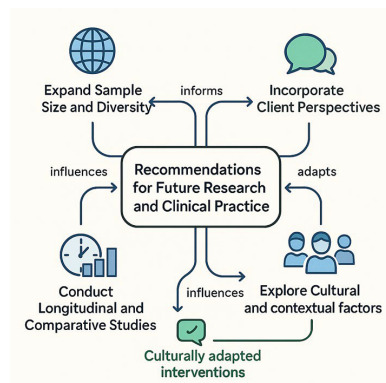 Expand Sample
Size and Diversity
informs
Incorporate
Client Perspectives
influences
Recommendations
for Future Research
and Clinical Practice
adapts
Conduct
Longitudinal and
Comparative Studies
influences
Explore Cultural
and contextual factors
Culturally adapted
interventions